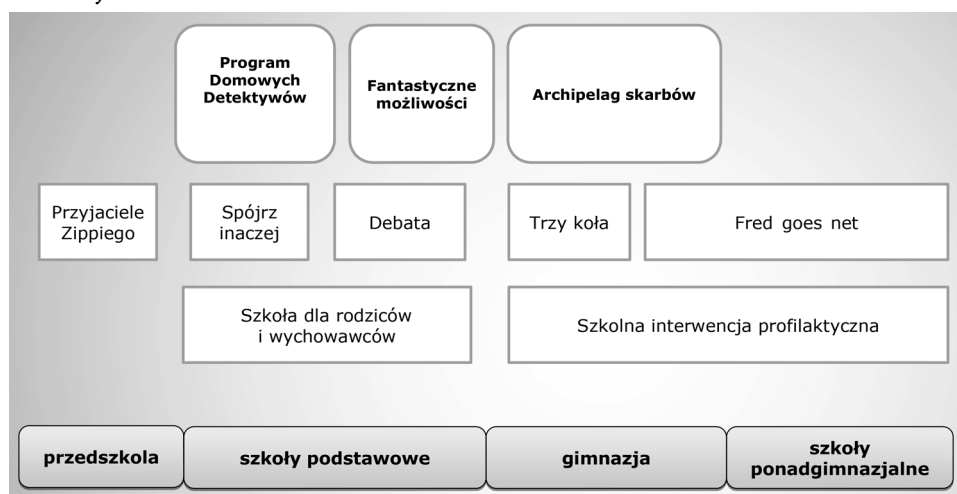 Program
Domowych
Detektywów
Fantastyczne
możliwości
Archipelag skarbów
Przyjaciele
Zippiego
Spójrz
inaczej
Debata
Trzy koła
Fred goes net
Szkoła dla rodziców
i wychowawców
Szkolna interwencja profilaktyczna
przedszkola
szkoły podstawowe
gimnazja
szkoły
ponadgimnazjalne